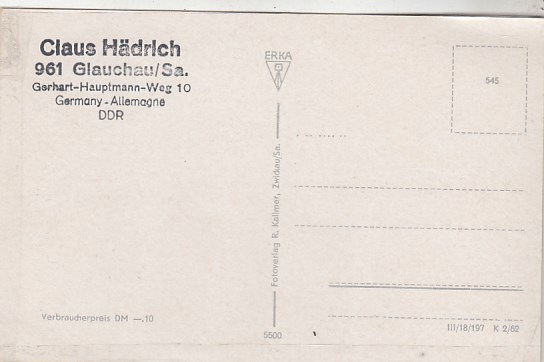 Claus Hädrich
961 Glauchau/Sa.
Gerhart-Hauptmann-Weg 10
Germany - Allemagne
DDR
ERKA
545
Fotoverlag R. Kallmer, Zwickau/Sa.
Verbraucherpreis DM —.10
5500
III/18/197 K 2/62